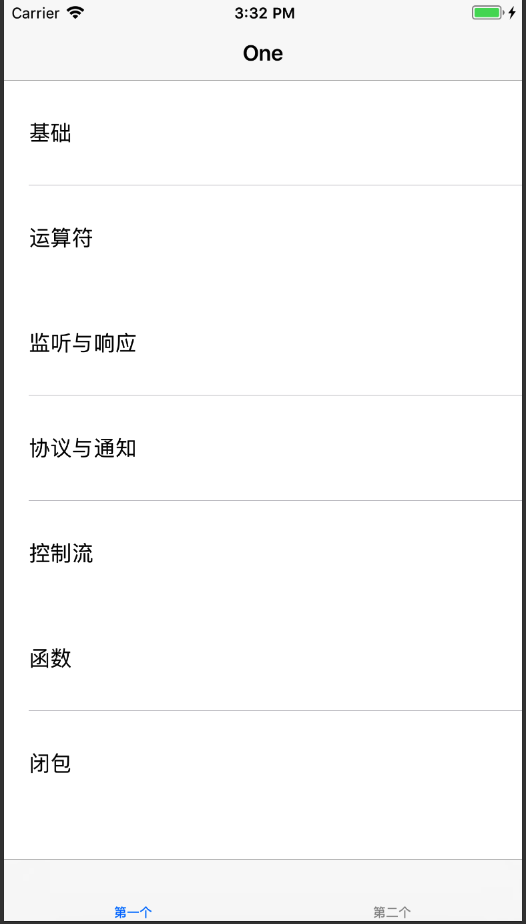 Carrier
3:32 PM
One
基础
运算符
监听与响应
协议与通知
控制流
函数
闭包
第一个
第二个